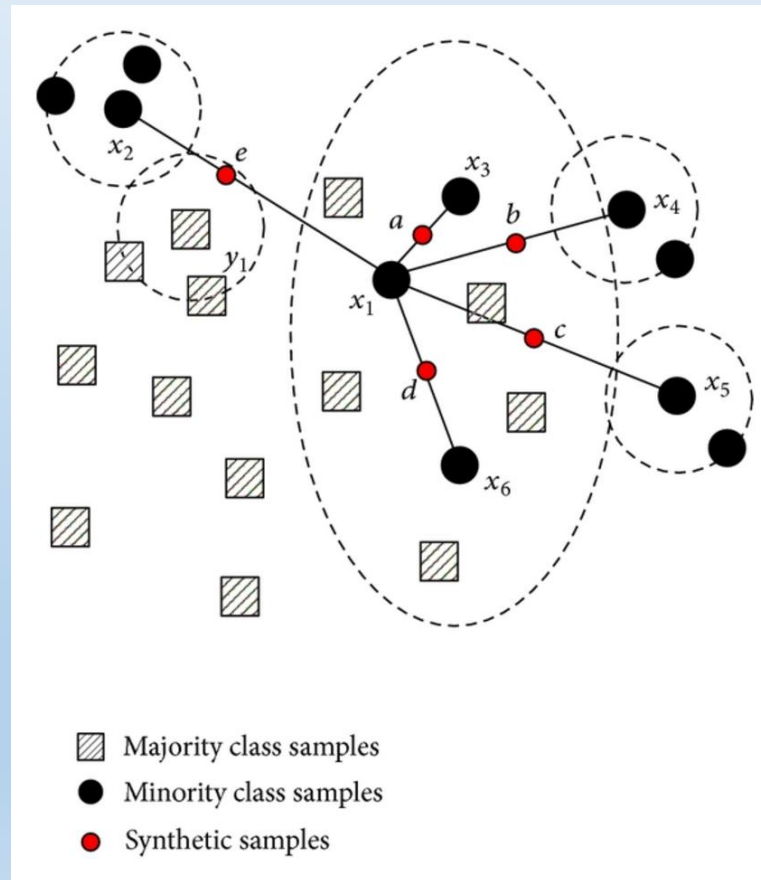 x2
e
x3
a
b
x4
y1
x1
c
d
x5
x6
Majority class samples
Minority class samples
Synthetic samples